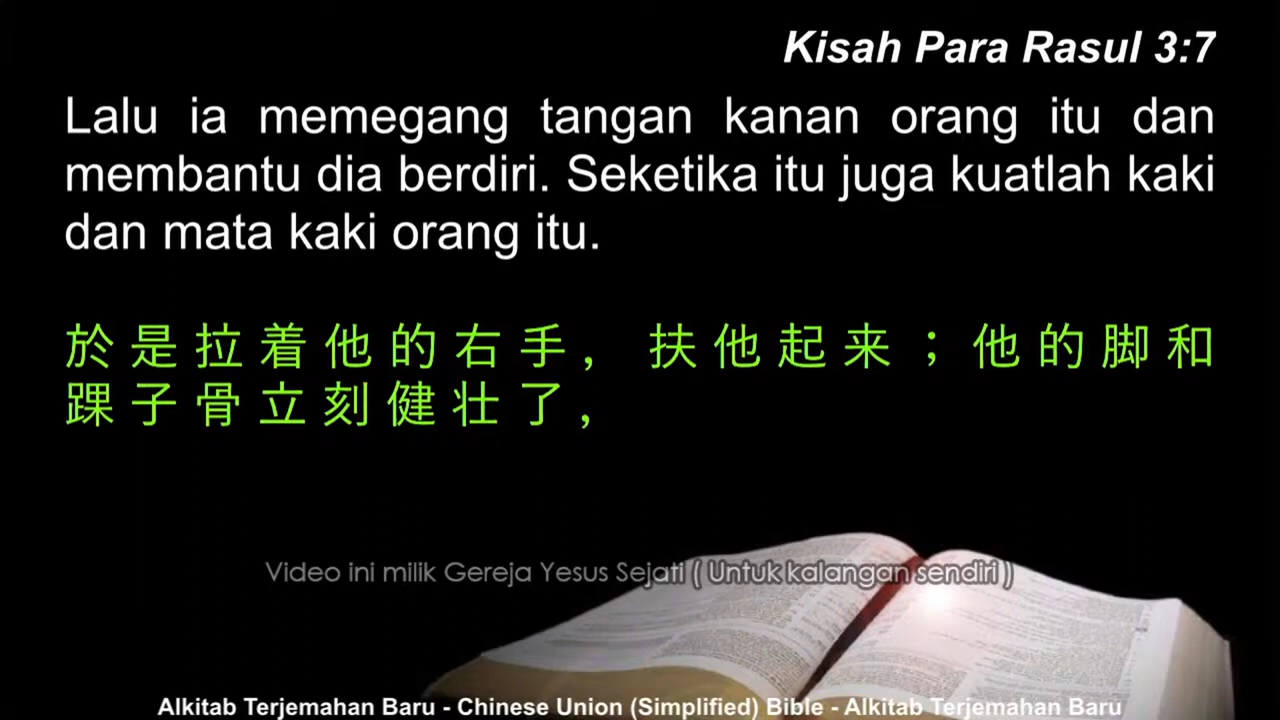 Kisah Para Rasul 3:7
Lalu ia memegang tangan kanan orang itu dan
membantu dia berdiri. Seketika itu juga kuatlah kaki
dan mata kaki orang itu.
於是拉着他的右手, 扶他起来;他的脚和
踝子骨立刻健壮了,
Video ini milik Gereja Yesus Sejati ( Untuk kalangan sendiri )
Alkitab Terjemahan Baru - Chinese Union (Simplified) Bible - Alkitab Terjemahan Baru